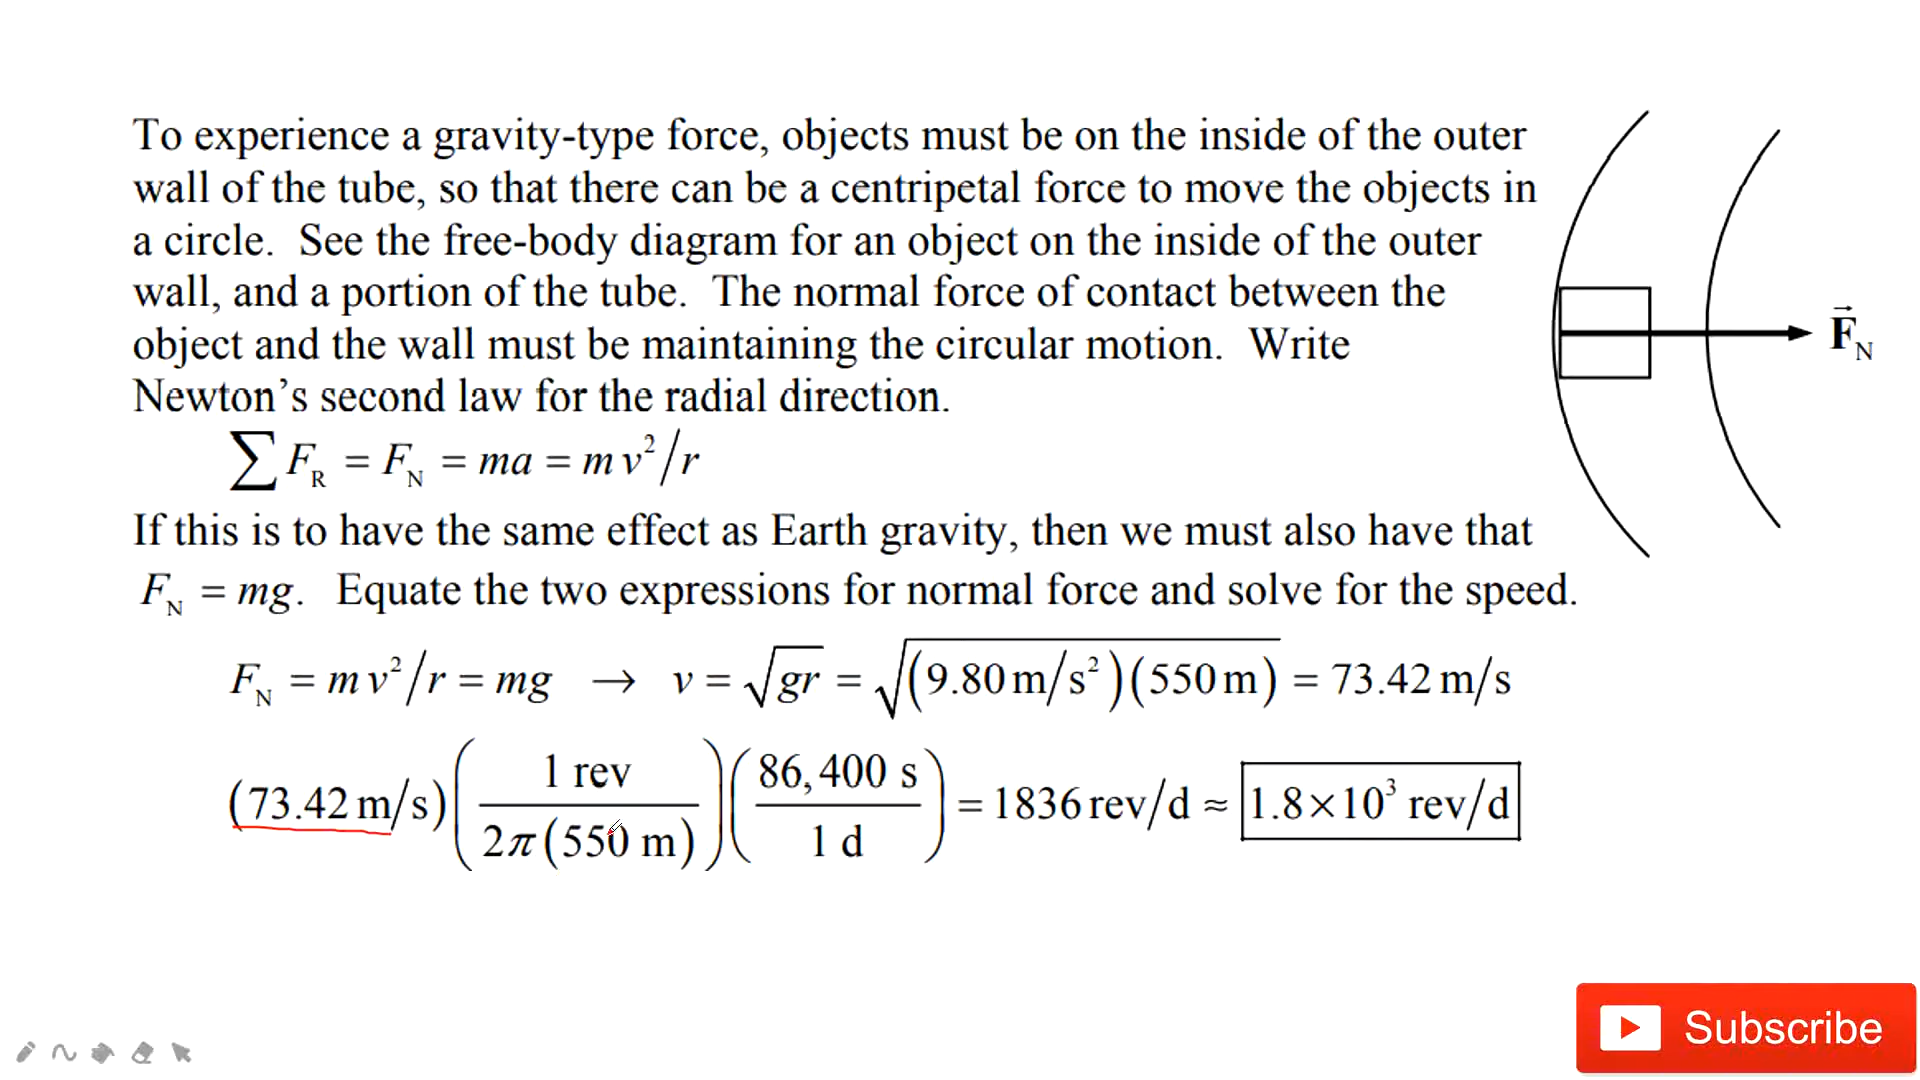 To experience a gravity-type force, objects must be on the inside of the outer
wall of the tube, so that there can be a centripetal force to move the objects in
a circle. See the free-body diagram for an object on the inside of the outer
wall, and a portion of the tube. The normal force of contact between the
object and the wall must be maintaining the circular motion. Write
Newton's second law for the radial direction.
∑ F_R = F_N = ma = m v²/r
If this is to have the same effect as Earth gravity, then we must also have that
F_N = mg. Equate the two expressions for normal force and solve for the speed.
F_N = m v²/r = mg → v = √gr = √(9.80 m/s²)(550 m) = 73.42 m/s
(73.42 m/s) (1 rev / 2π(550 m)) (86,400 s / 1 d) = 1836 rev/d ≈ 1.8×10³ rev/d
F⃗_N
Subscribe